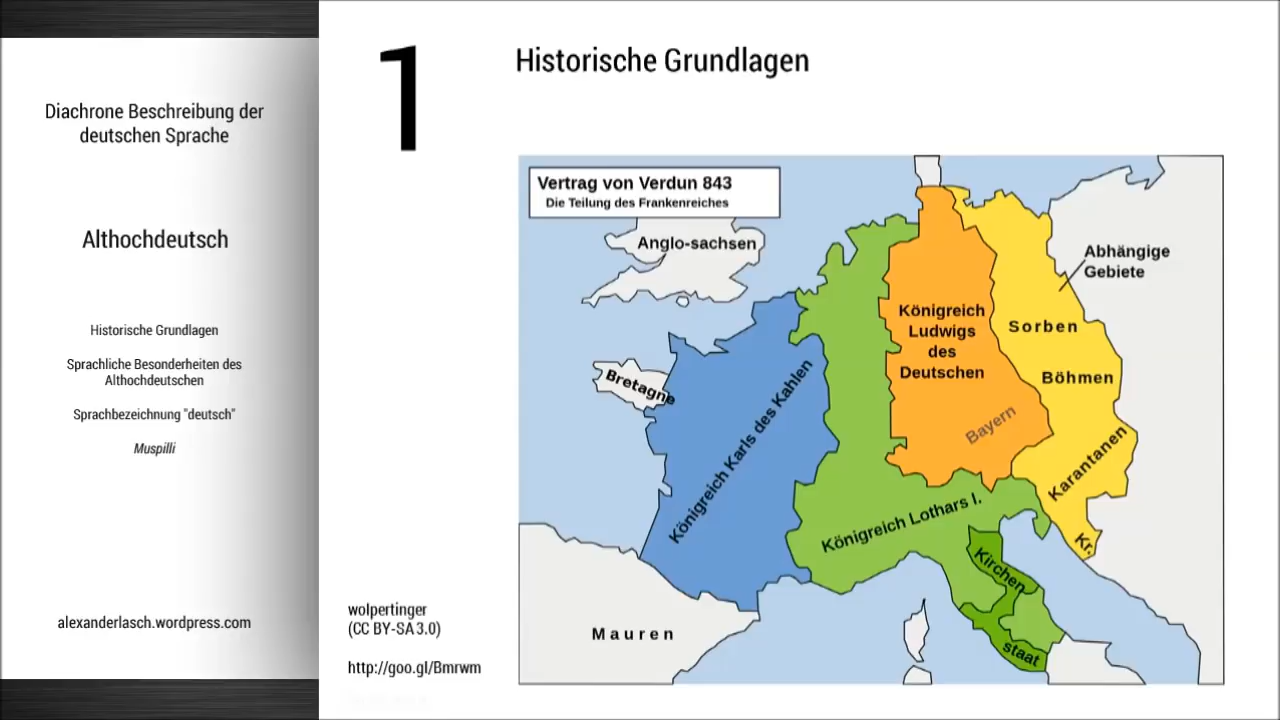 Diachrone Beschreibung der
deutschen Sprache
Althochdeutsch
Historische Grundlagen
Sprachliche Besonderheiten des
Althochdeutschen
Sprachbezeichnung "deutsch"
Muspilli
alexanderlasch.wordpress.com
1
Historische Grundlagen
Vertrag von Verdun 843
Die Teilung des Frankenreiches
Anglo-sachsen
Abhängige
Gebiete
Königreich
Ludwigs
des
Deutschen
Sorben
Böhmen
Bretagne
Königreich Karls des Kahlen
Bayern
Karantanen
Königreich Lothars I.
Kr.
Kirchen
staat
Mauren
wolpertinger
(CC BY-SA 3.0)
http://goo.gl/Bmrwm